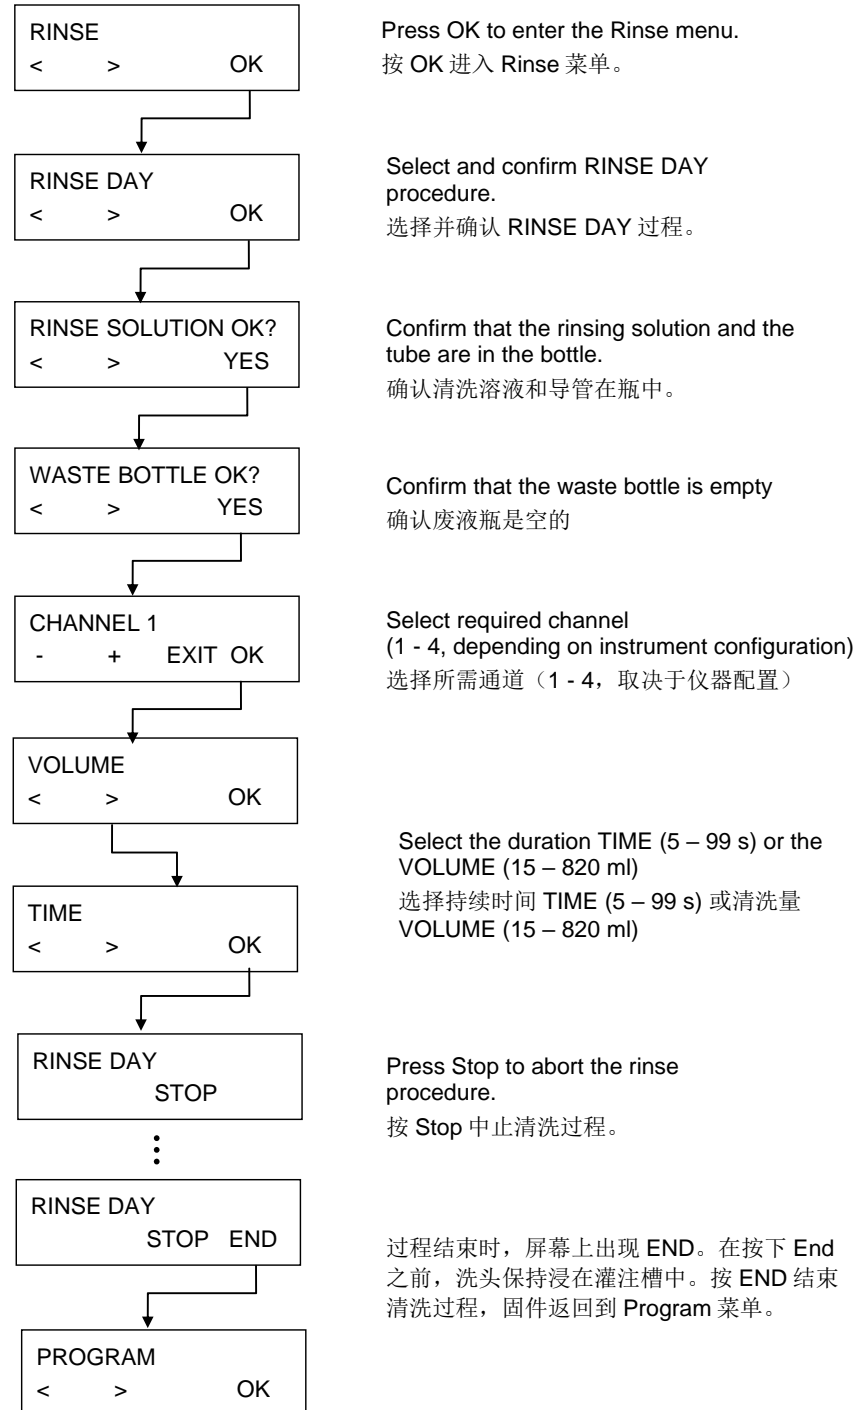 RINSE
< > OK
Press OK to enter the Rinse menu.
按 OK 进入 Rinse 菜单。
RINSE DAY
< > OK
Select and confirm RINSE DAY
procedure.
选择并确认 RINSE DAY 过程。
RINSE SOLUTION OK?
< > YES
Confirm that the rinsing solution and the
tube are in the bottle.
确认清洗溶液和导管在瓶中。
WASTE BOTTLE OK?
< > YES
Confirm that the waste bottle is empty
确认废液瓶是空的
CHANNEL 1
- + EXIT OK
Select required channel
(1 - 4, depending on instrument configuration)
选择所需通道（1 - 4，取决于仪器配置）
VOLUME
< > OK
TIME
< > OK
Select the duration TIME (5 – 99 s) or the
VOLUME (15 – 820 ml)
选择持续时间 TIME (5 – 99 s) 或清洗量
VOLUME (15 – 820 ml)
RINSE DAY
STOP
Press Stop to abort the rinse
procedure.
按 Stop 中止清洗过程。
RINSE DAY
STOP END
过程结束时，屏幕上出现 END。在按下 End
之前，洗头保持浸在灌注槽中。按 END 结束
清洗过程，固件返回到 Program 菜单。
PROGRAM
< > OK